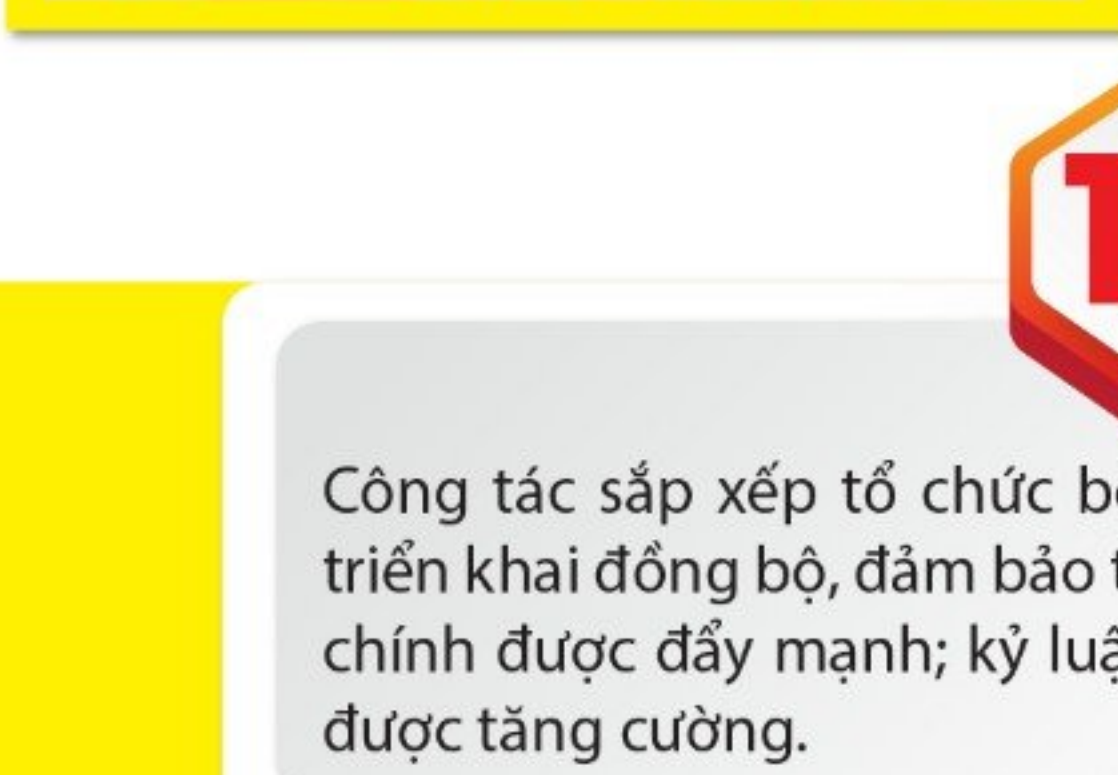 Công tác sắp xếp tổ chức
triển khai đồng bộ, đảm bảo
chính được đẩy mạnh; kỷ
được tăng cường.